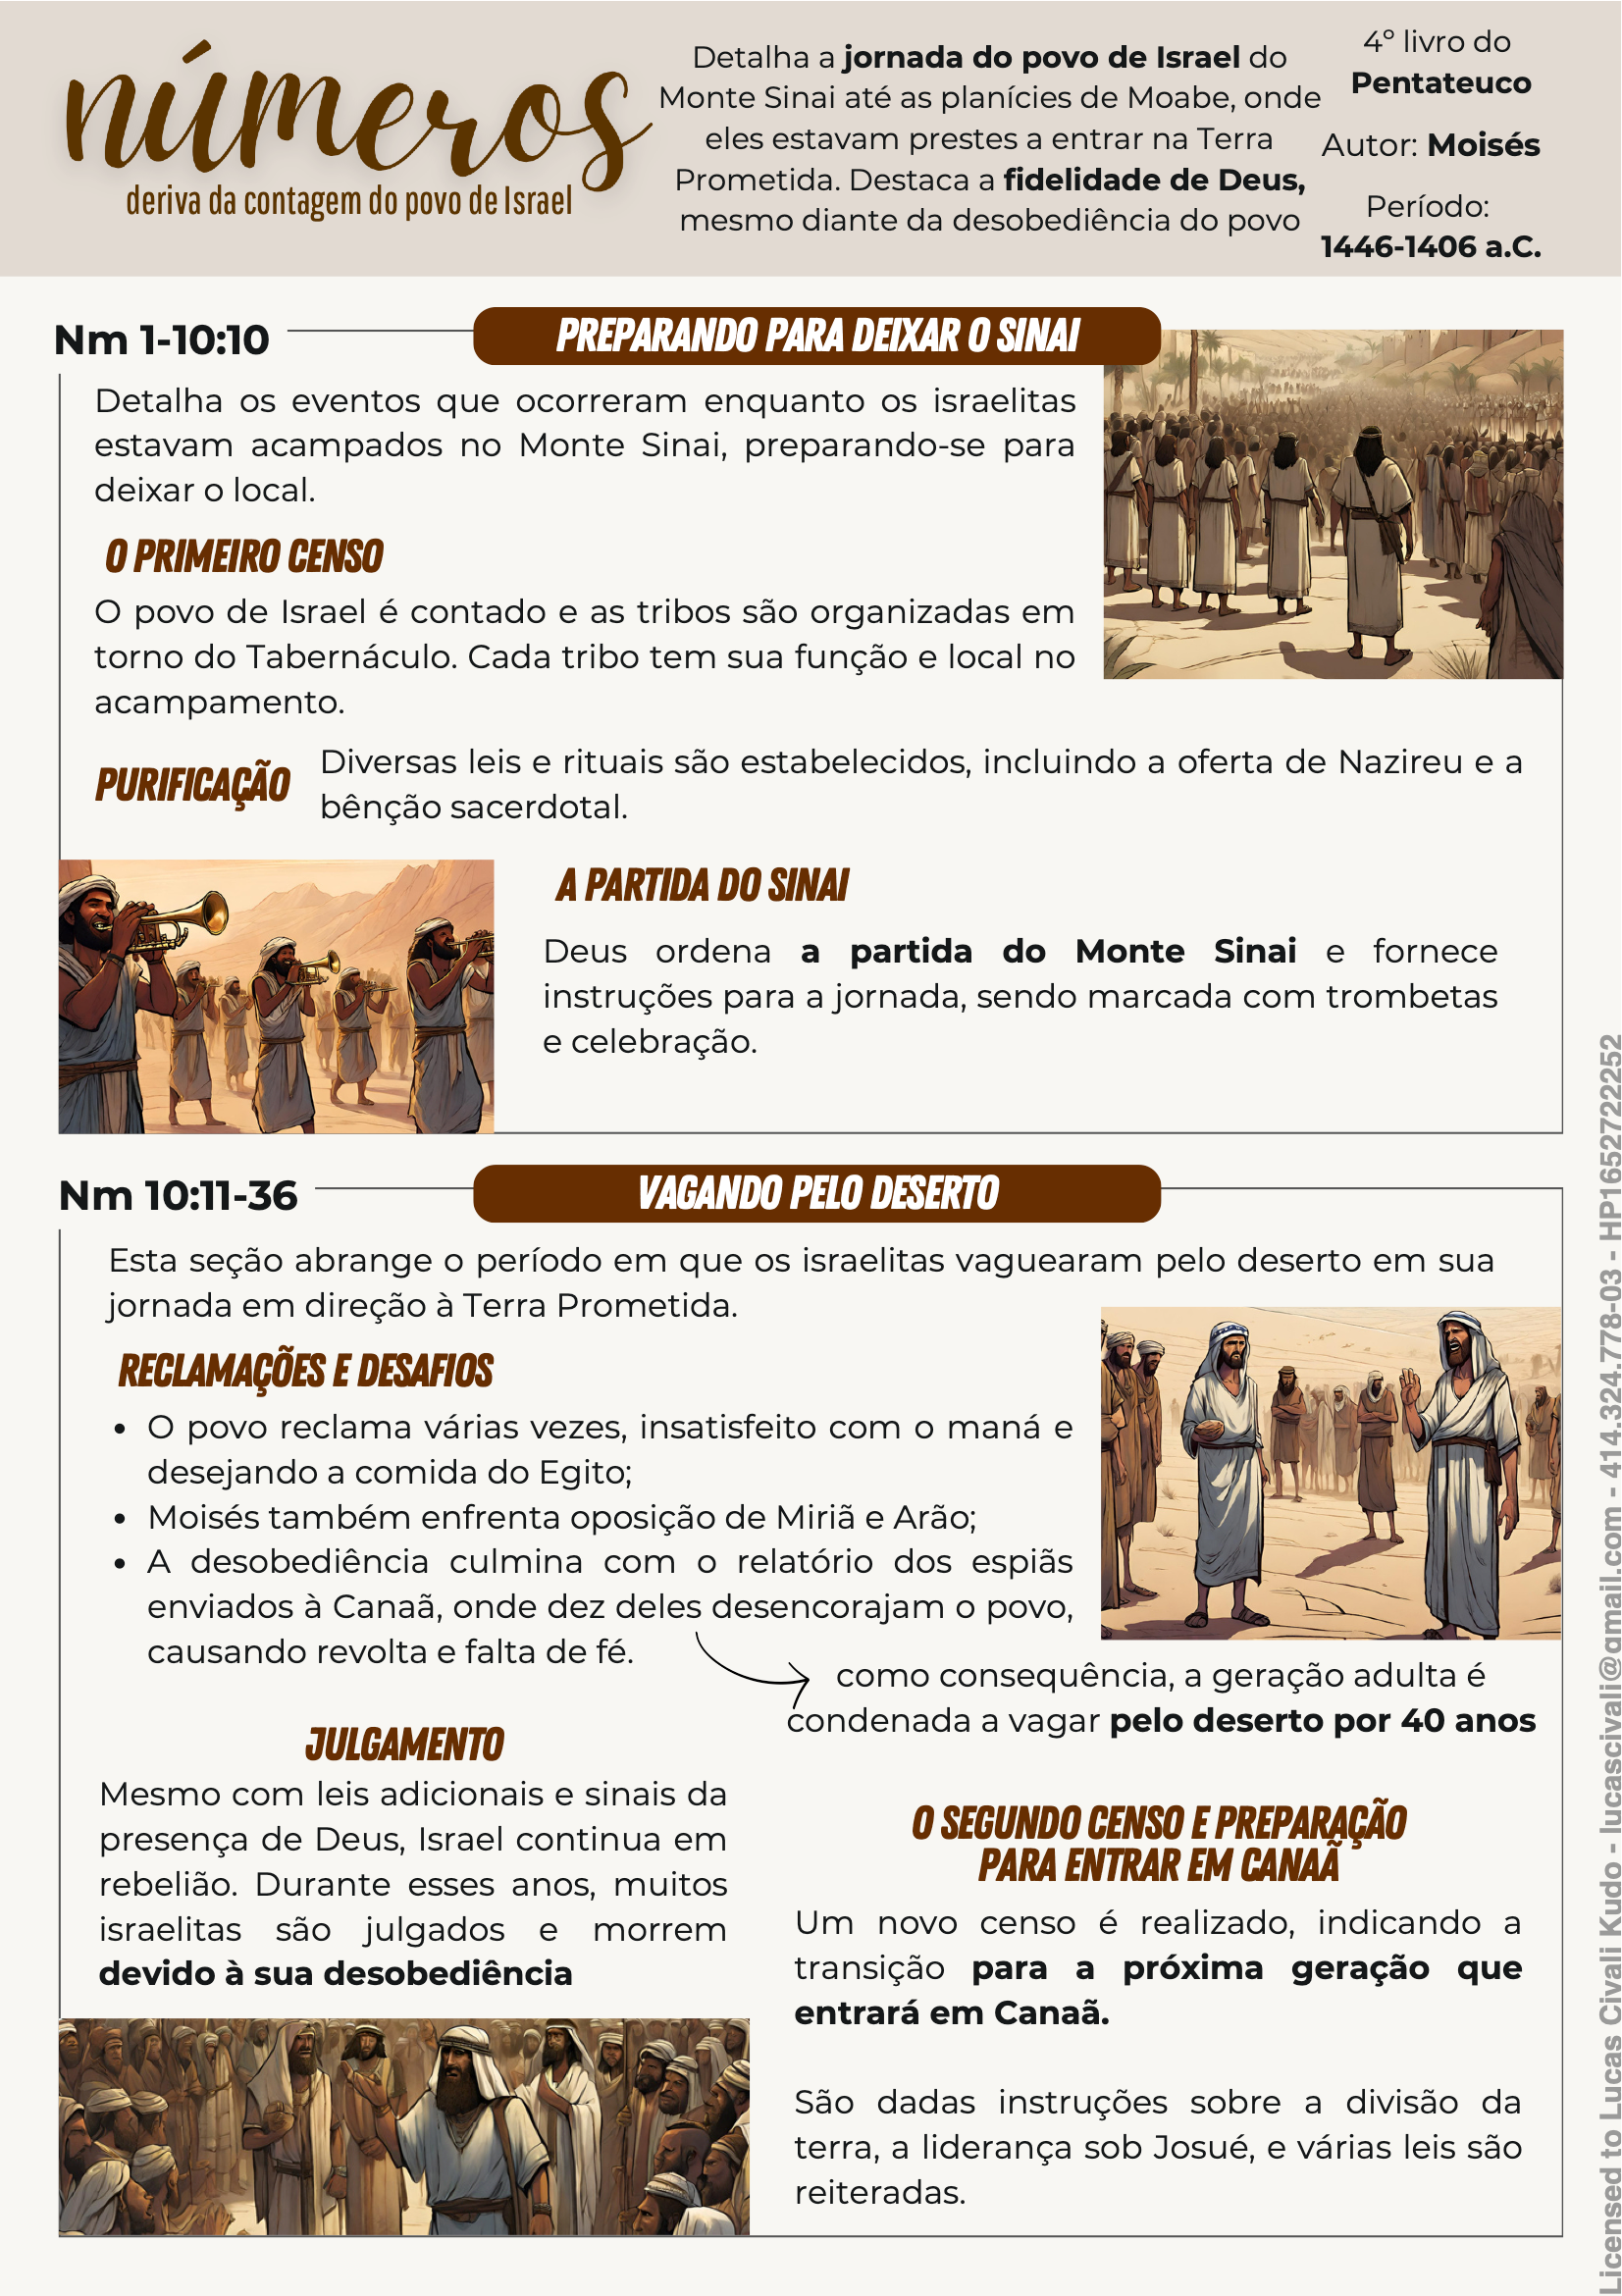 números
deriva da contagem do povo de Israel
Detalha a jornada do povo de Israel do
Monte Sinai até as planícies de Moabe, onde
eles estavam prestes a entrar na Terra
Prometida. Destaca a fidelidade de Deus,
mesmo diante da desobediência do povo
4º livro do
Pentateuco
Autor: Moisés
Período:
1446-1406 a.C.
Nm 1-10:10
PREPARANDO PARA DEIXAR O SINAI
Detalha os eventos que ocorreram enquanto os israelitas
estavam acampados no Monte Sinai, preparando-se para
deixar o local.
O PRIMEIRO CENSO
O povo de Israel é contado e as tribos são organizadas em
torno do Tabernáculo. Cada tribo tem sua função e local no
acampamento.
PURIFICAÇÃO
Diversas leis e rituais são estabelecidos, incluindo a oferta de Nazireu e a
bênção sacerdotal.
A PARTIDA DO SINAI
Deus ordena a partida do Monte Sinai e fornece
instruções para a jornada, sendo marcada com trombetas
e celebração.
Nm 10:11-36
VAGANDO PELO DESERTO
Esta seção abrange o período em que os israelitas vaguearam pelo deserto em sua
jornada em direção à Terra Prometida.
RECLAMAÇÕES E DESAFIOS
• O povo reclama várias vezes, insatisfeito com o maná e
desejando a comida do Egito;
• Moisés também enfrenta oposição de Miriã e Arão;
• A desobediência culmina com o relatório dos espiãs
enviados à Canaã, onde dez deles desencorajam o povo,
causando revolta e falta de fé.
como consequência, a geração adulta é
condenada a vagar pelo deserto por 40 anos
JULGAMENTO
Mesmo com leis adicionais e sinais da
presença de Deus, Israel continua em
rebelião. Durante esses anos, muitos
israelitas são julgados e morrem
devido à sua desobediência
O SEGUNDO CENSO E PREPARAÇÃO
PARA ENTRAR EM CANAÃ
Um novo censo é realizado, indicando a
transição para a próxima geração que
entrará em Canaã.
São dadas instruções sobre a divisão da
terra, a liderança sob Josué, e várias leis são
reiteradas.
Licensed to Lucas Civali Kudo - lucascivali@gmail.com - 414.324.778-03 - HP1652722252